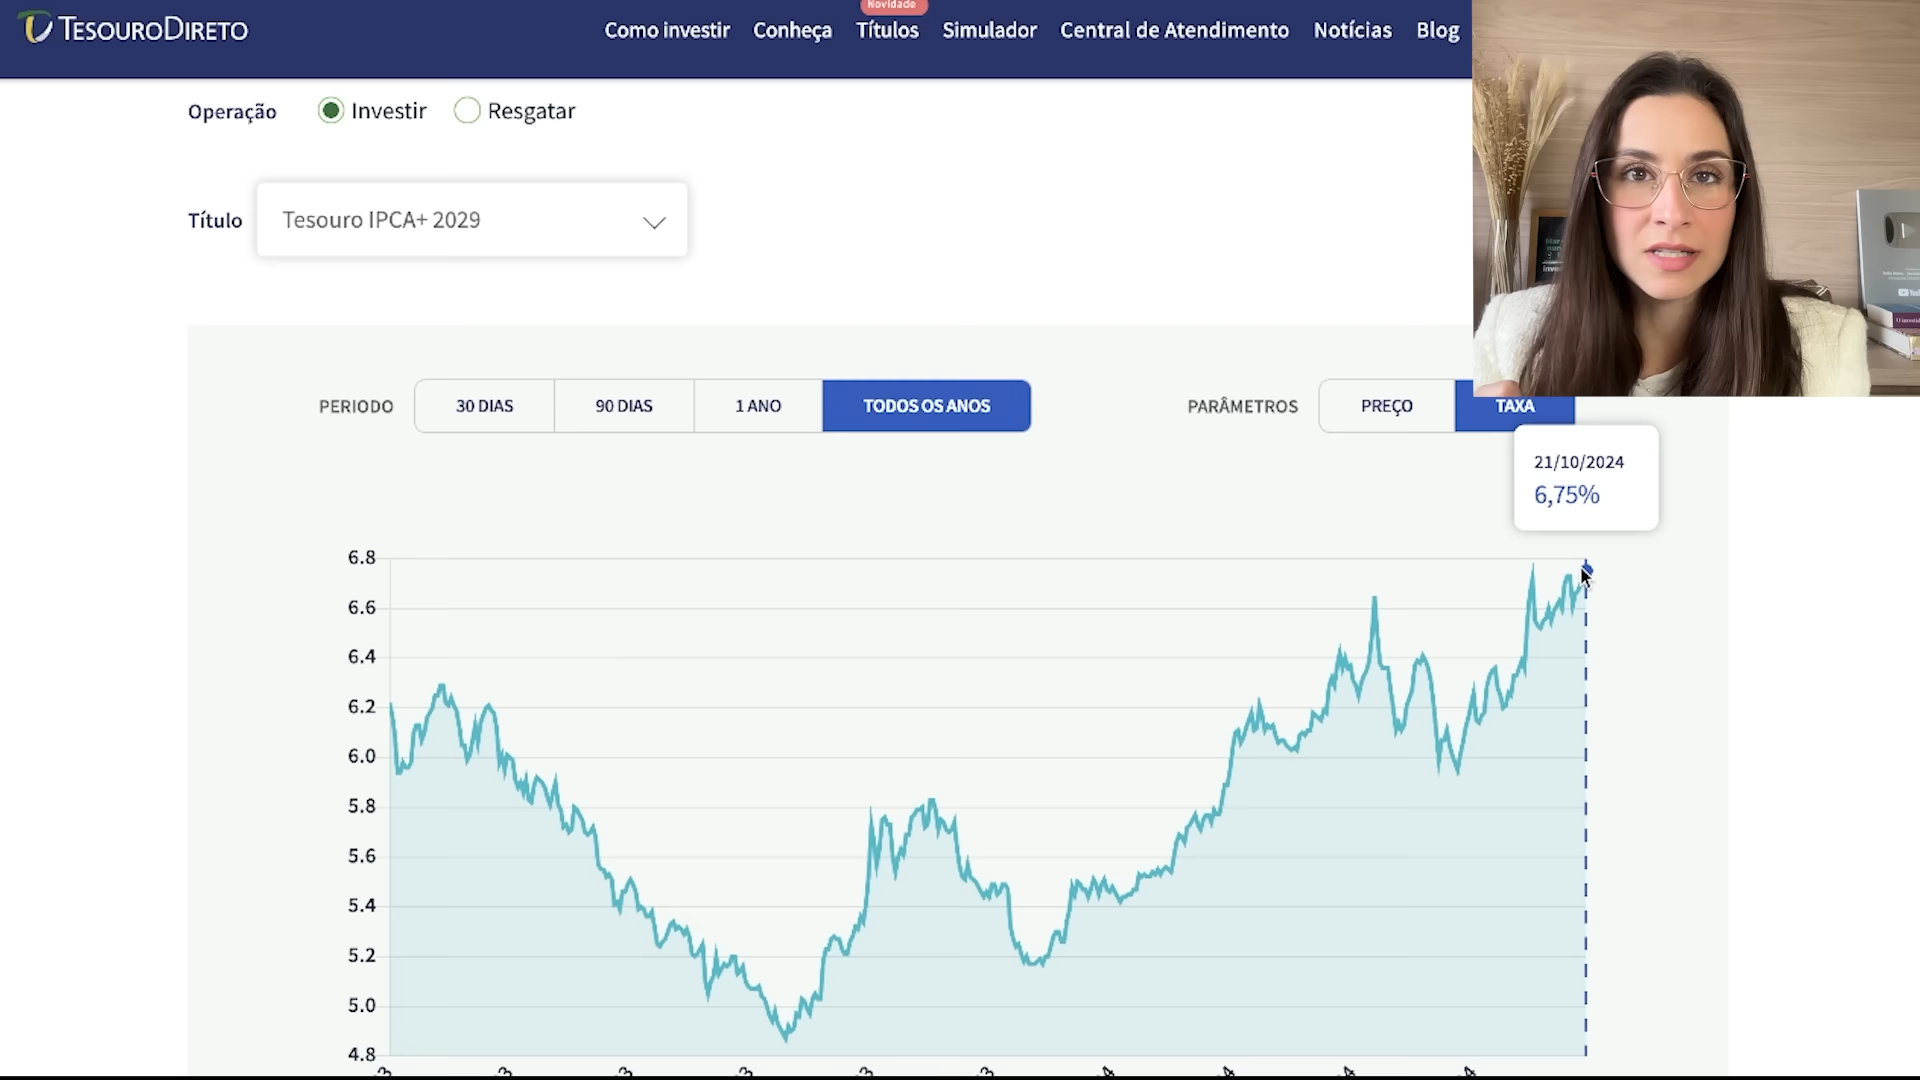 TESOURODIRETO
Novidade
Como investir Conheça Títulos Simulador Central de Atendimento Notícias Blog
Operação Investir Resgatar
Título Tesouro IPCA+ 2029
PERIODO 30 DIAS 90 DIAS 1 ANO TODOS OS ANOS PARÂMETROS PREÇO TAXA
21/10/2024
6,75%
6.8
6.6
6.4
6.2
6.0
5.8
5.6
5.4
5.2
5.0
4.8